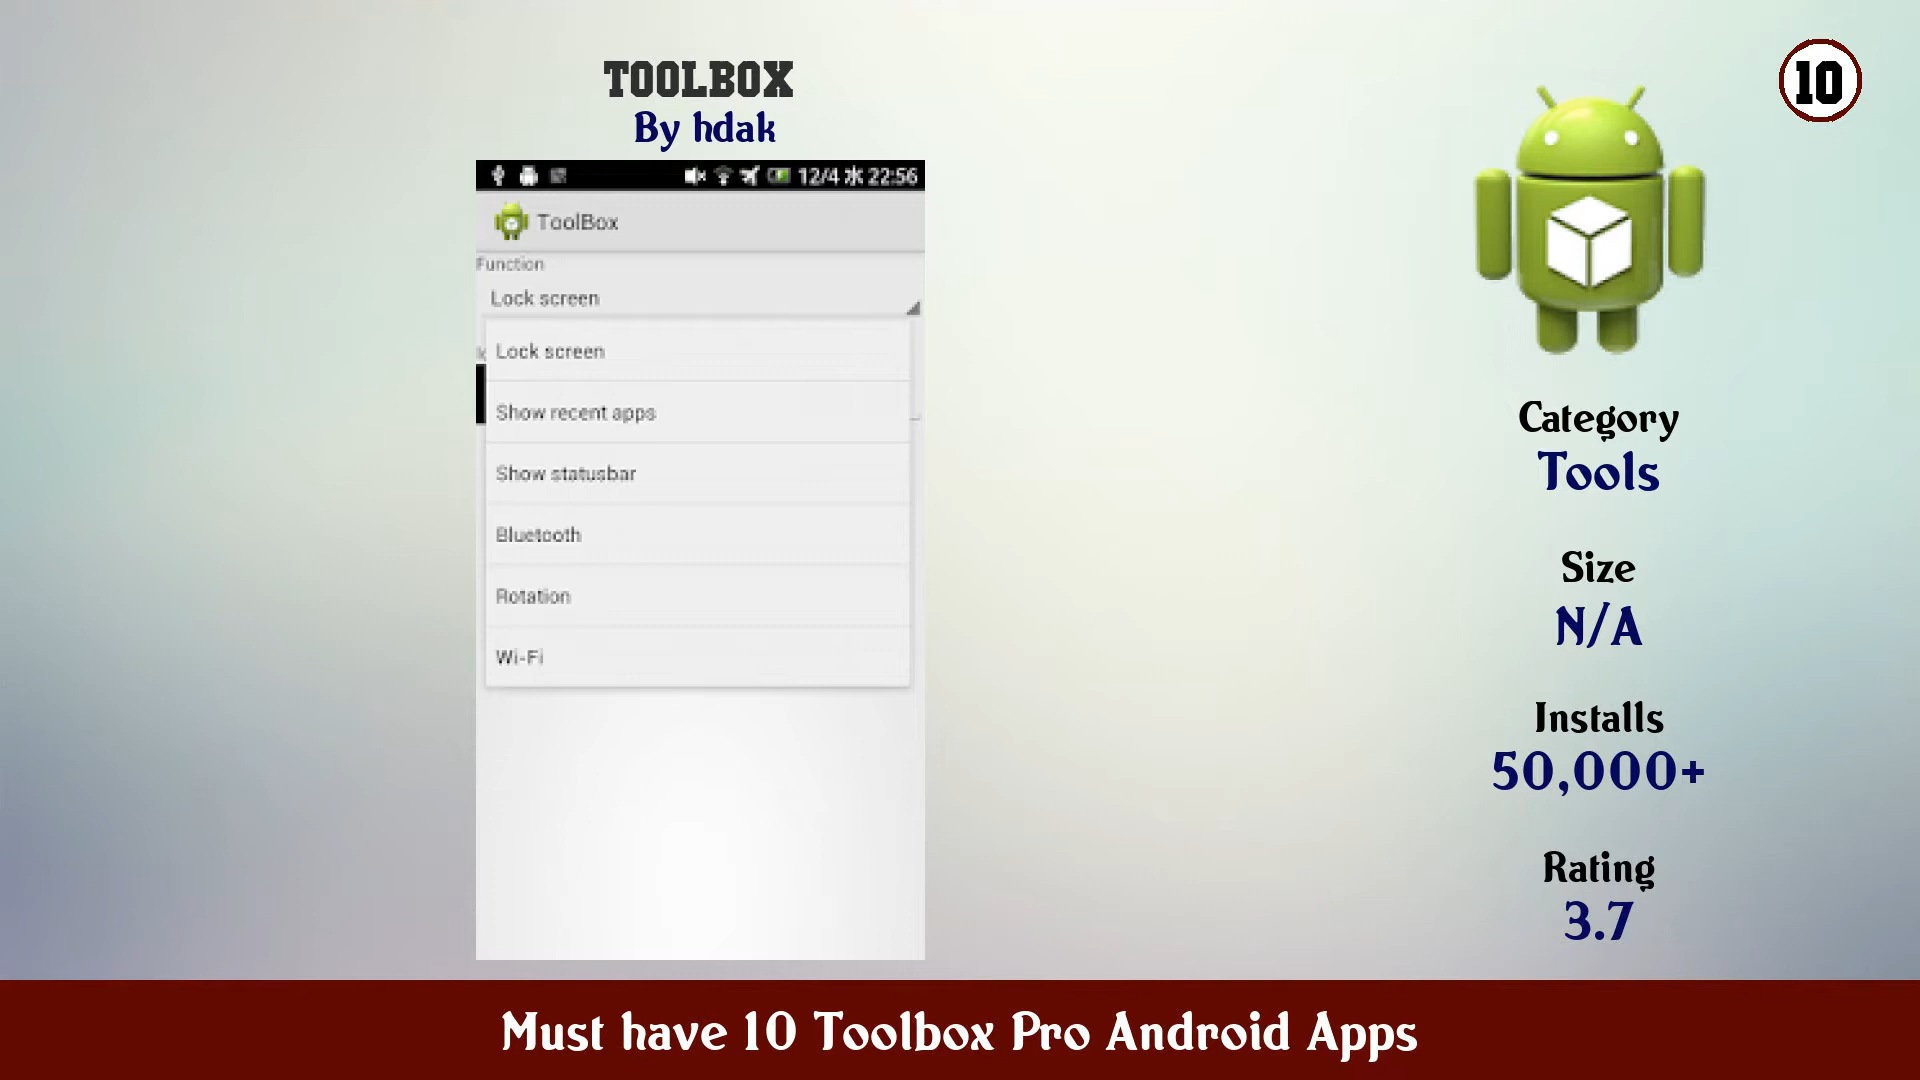 TOOLBOX
By hdak
10
12/4 水 22:56
ToolBox
Function
Lock screen
Lock screen
Show recent apps
Show statusbar
Bluetooth
Rotation
Wi-Fi
Category
Tools
Size
N/A
Installs
50,000+
Rating
3.7
Must have 10 Toolbox Pro Android Apps